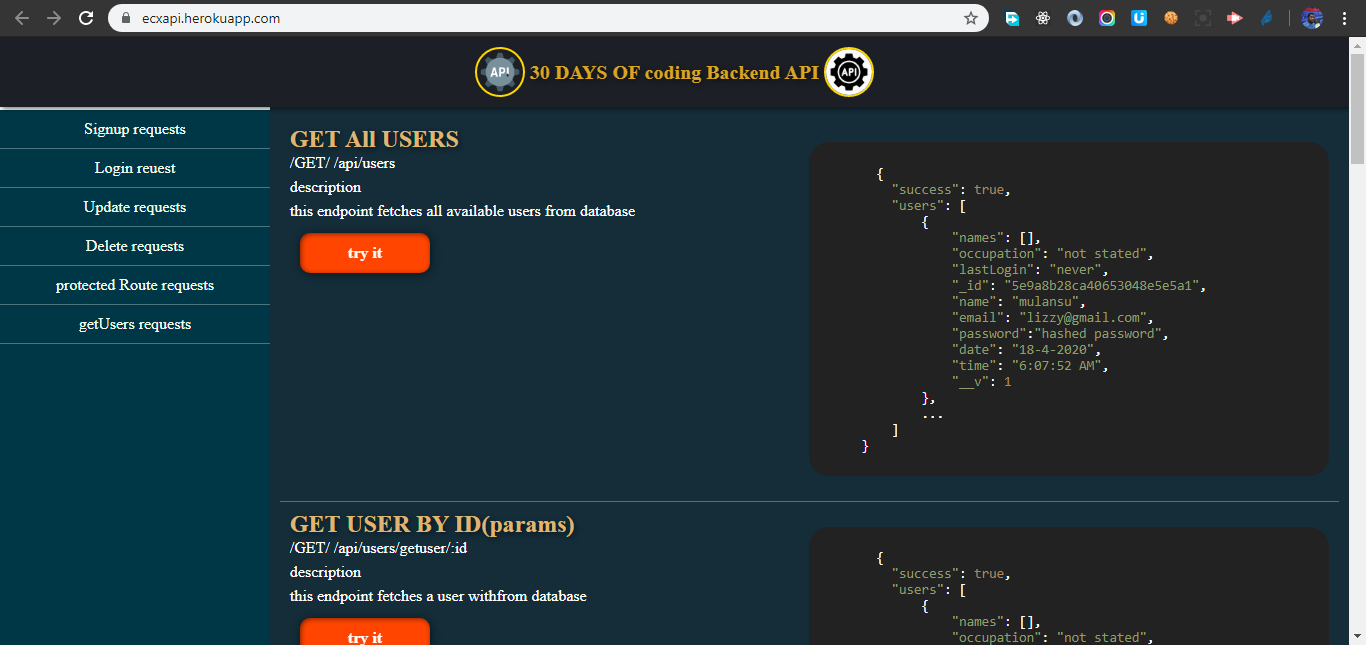 ecxapi.herokuapp.com
API 30 DAYS OF coding Backend API API
Signup requests
Login reuest
Update requests
Delete requests
protected Route requests
getUsers requests
GET All USERS
/GET/ /api/users
description
this endpoint fetches all available users from database
try it
{
"success": true,
"users": [
{
"names": [],
"occupation": "not stated",
"lastLogin": "never",
"_id": "5e9a8b28ca40653048e5e5a1",
"name": "mulansu",
"email": "lizzy@gmail.com",
"password":"hashed password",
"date": "18-4-2020",
"time": "6:07:52 AM",
"__v": 1
},
...
]
}
GET USER BY ID(params)
/GET/ /api/users/getuser/:id
description
this endpoint fetches a user withfrom database
try it
{
"success": true,
"users": [
{
"names": [],
"occupation": "not stated",